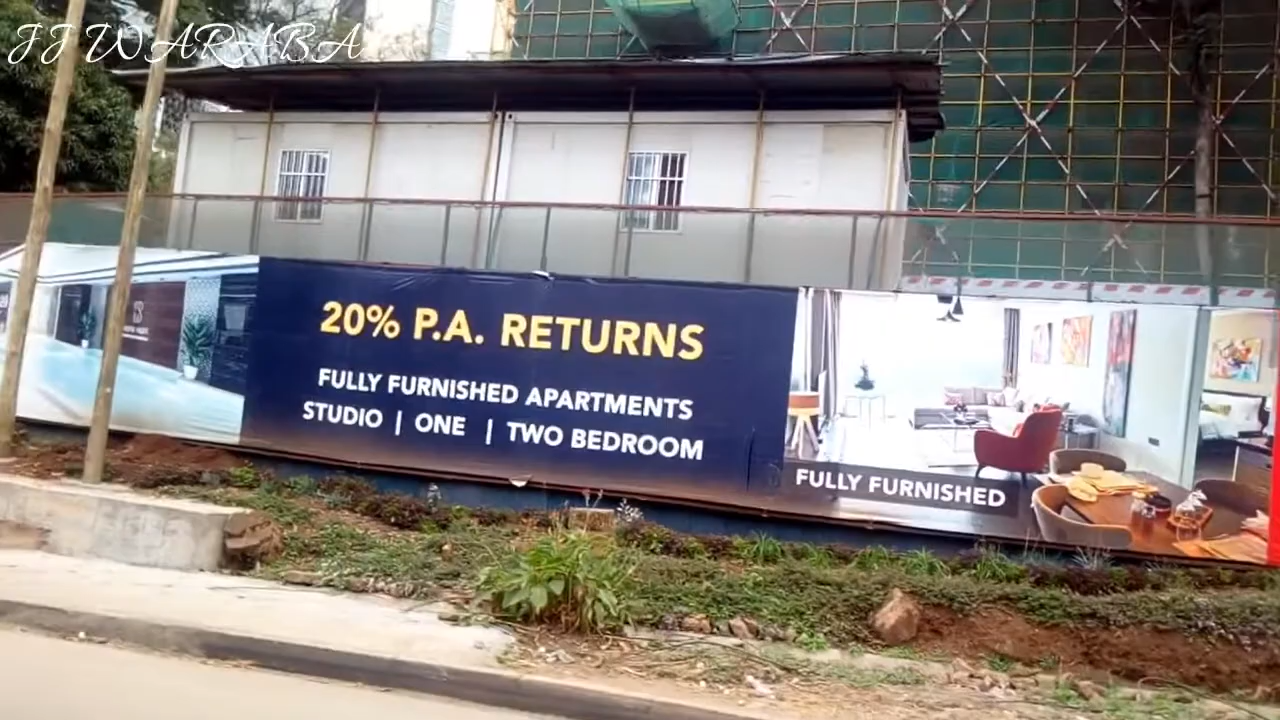 JJ WARABA
20% P.A. RETURNS
FULLY FURNISHED APARTMENTS
STUDIO | ONE | TWO BEDROOM
FULLY FURNISHED